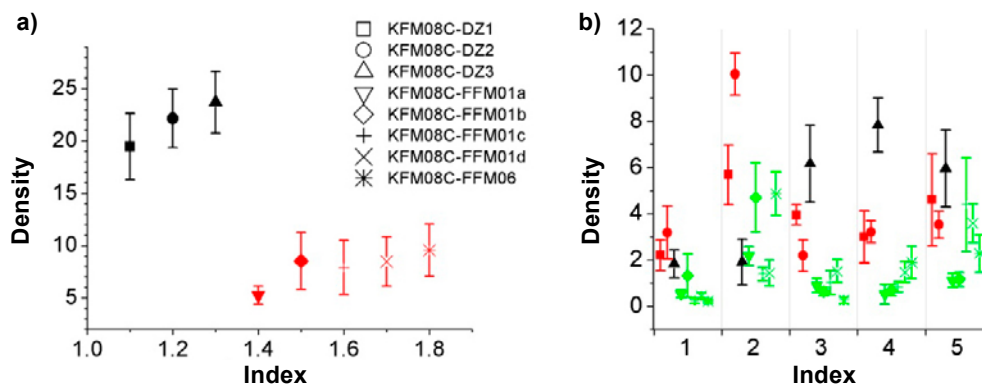 a)
Density
25
20
15
10
5
1.0 1.2 1.4 1.6 1.8
Index
KFM08C-DZ1
KFM08C-DZ2
KFM08C-DZ3
KFM08C-FFM01a
KFM08C-FFM01b
KFM08C-FFM01c
KFM08C-FFM01d
KFM08C-FFM06
b)
Density
12
10
8
6
4
2
0
1 2 3 4 5
Index